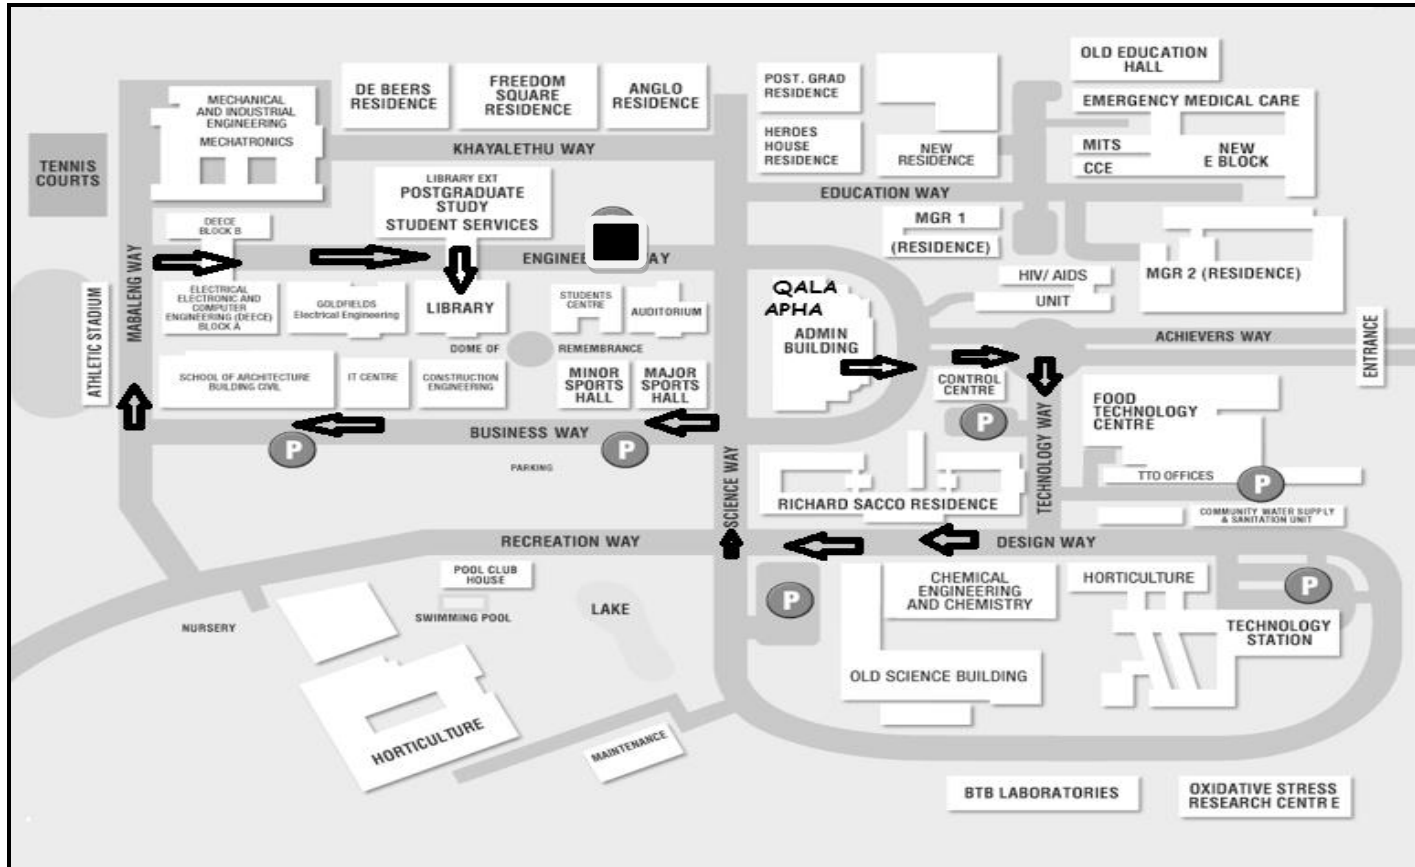 OLD EDUCATION
HALL
DE BEERS
RESIDENCE
FREEDOM
SQUARE
RESIDENCE
ANGLO
RESIDENCE
POST. GRAD
RESIDENCE
MECHANICAL
AND INDUSTRIAL
ENGINEERING
MECHATRONICS
EMERGENCY MEDICAL CARE
HEROES
HOUSE
RESIDENCE
NEW
RESIDENCE
MITS
CCE
NEW
E BLOCK
KHAYALETHU WAY
TENNIS
COURTS
LIBRARY EXT
POSTGRADUATE
STUDY
STUDENT SERVICES
EDUCATION WAY
DEECE
BLOCK B
MGR 1
(RESIDENCE)
MABALENG WAY
ATHLETIC STADIUM
WAY
HIV/ AIDS
UNIT
MGR 2 (RESIDENCE)
ELECTRICAL
ELECTRONIC AND
COMPUTER
ENGINEERING (DEECE)
BLOCK A
GOLDFIELDS
Electrical Engineering
LIBRARY
STUDENTS
CENTRE
AUDITORIUM
QALA
APHA
ADMIN
BUILDING
ACHIEVERS WAY
ENTRANCE
DOME OF
REMEMBRANCE
SCHOOL OF ARCHITECTURE
BUILDING CIVIL
IT CENTRE
CONSTRUCTION
ENGINEERING
MINOR
SPORTS
HALL
MAJOR
SPORTS
HALL
CONTROL
CENTRE
FOOD
TECHNOLOGY
CENTRE
P
BUSINESS WAY
P
P
PARKING
SCIENCE WAY
TECHNOLOGY WAY
TTO OFFICES
P
RICHARD SACCO RESIDENCE
COMMUNITY WATER SUPPLY
& SANITATION UNIT
RECREATION WAY
DESIGN WAY
POOL CLUB
HOUSE
SWIMMING POOL
LAKE
P
CHEMICAL
ENGINEERING
AND CHEMISTRY
HORTICULTURE
P
NURSERY
TECHNOLOGY
STATION
OLD SCIENCE BUILDING
HORTICULTURE
MAINTENANCE
BTB LABORATORIES
OXIDATIVE STRESS
RESEARCH CENTRE